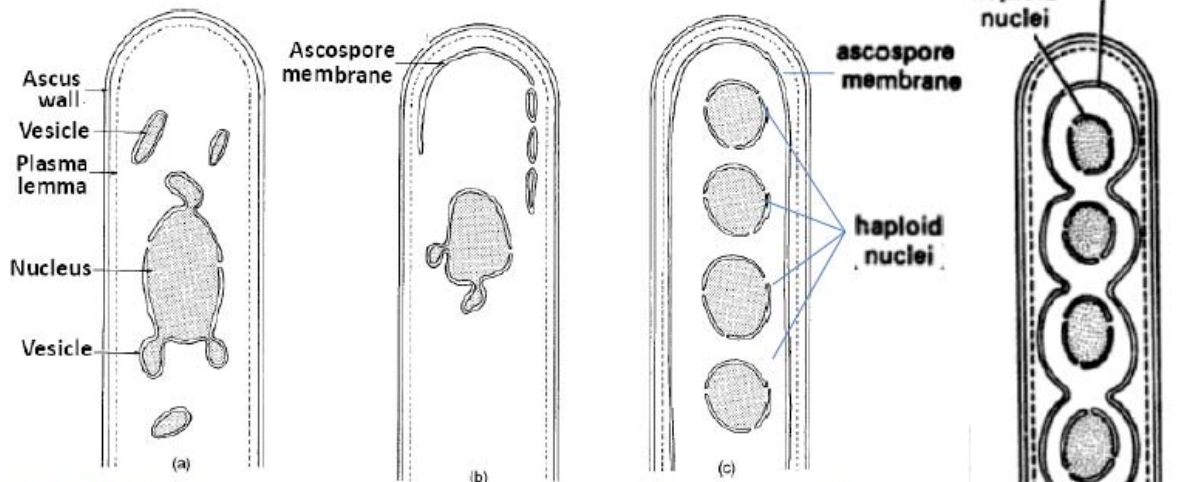 Ascus
wall
Vesicle
Plasma
lemma
Nucleus
Vesicle
(a)
Ascospore
membrane
(b)
ascospore
membrane
haploid
nuclei
(c)
nuclei